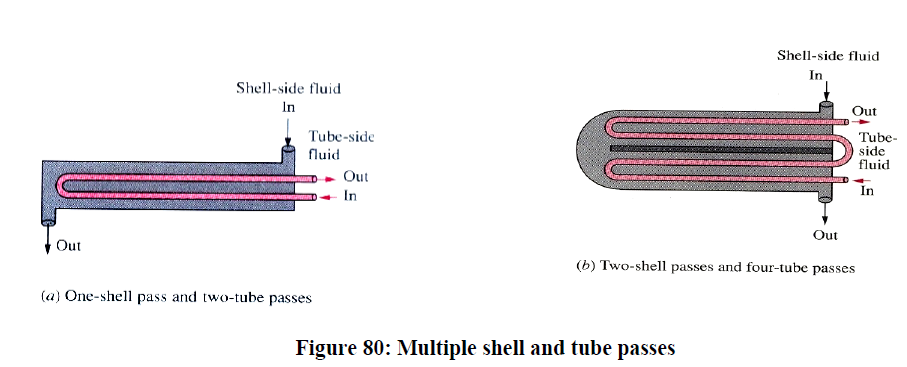 Shell-side fluid
In
Tube-side
fluid
Out
In
Out
(a) One-shell pass and two-tube passes
Shell-side fluid
In
Out
Tube-
side
fluid
In
Out
(b) Two-shell passes and four-tube passes
Figure 80: Multiple shell and tube passes